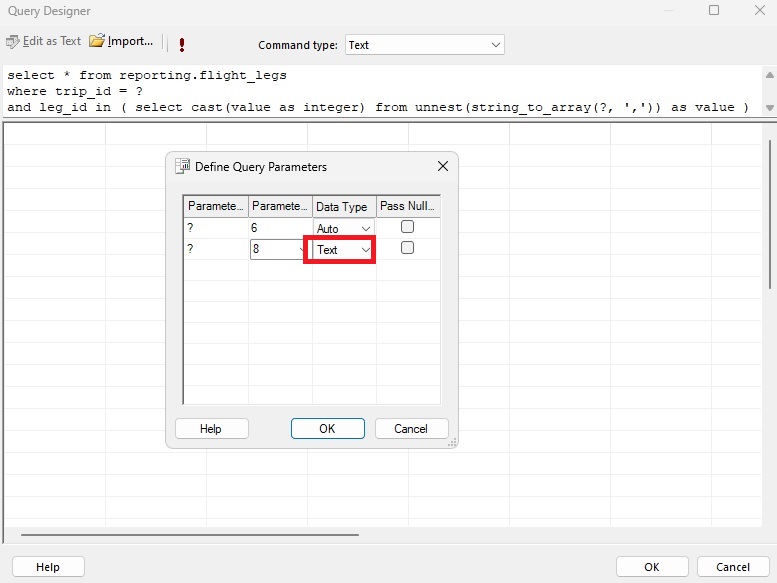 Query Designer
Edit as Text Import... ! Command type: Text
select * from reporting.flight_legs
where trip_id = ?
and leg_id in ( select cast(value as integer) from unnest(string_to_array(?, ',')) as value )
Define Query Parameters
Paramete... Paramete... Data Type Pass Null...
? 6 Auto
? 8 Text
Help OK Cancel
Help OK Cancel